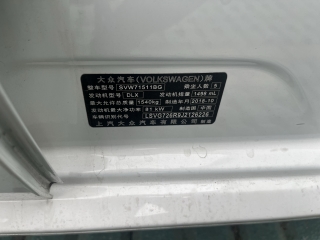 大众汽车(VOLKSWAGEN)牌
整车型号 SVW71511BG 乘坐人数 5
发动机型号 DLX 发动机排量 1498 mL
最大允许总质量 1540kg 制造年月 2018-10
发动机最大净功率 81 kW 制造国 中国
车辆识别代号 LSVG726R9J2126226
上汽大众汽车有限公司 制造